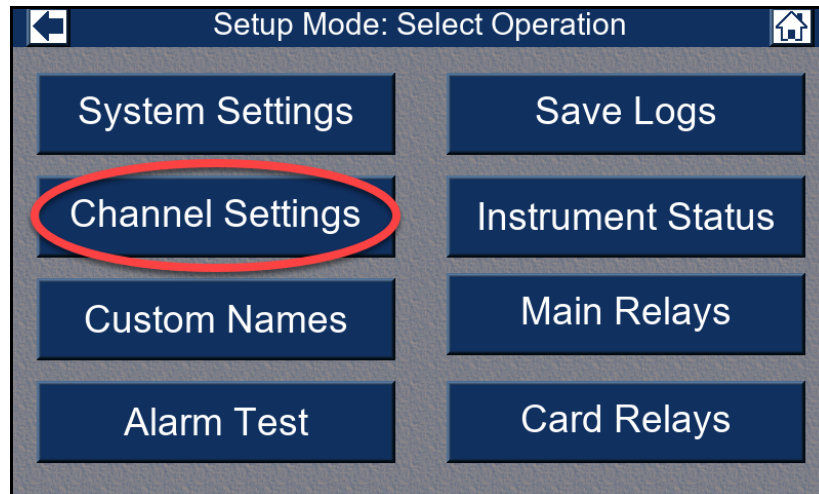 Setup Mode: Select Operation
System Settings
Save Logs
Channel Settings
Instrument Status
Custom Names
Main Relays
Alarm Test
Card Relays